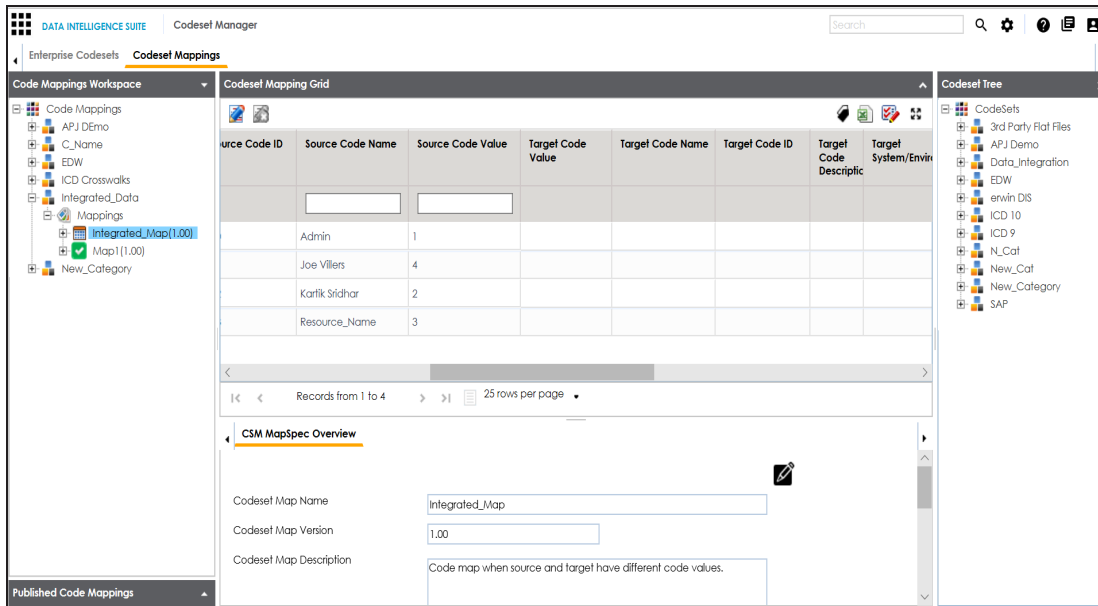 DATA INTELLIGENCE SUITE Codeset Manager Search
Enterprise Codesets Codeset Mappings
Code Mappings Workspace
Code Mappings
APJ DEmo
C_Name
EDW
ICD Crosswalks
Integrated_Data
Mappings
Integrated_Map(1.00)
Map1(1.00)
New_Category
Published Code Mappings
Codeset Mapping Grid
Code ID Source Code Name Source Code Value Target Code Value Target Code Name Target Code ID Target Code Target
Admin 1
Joe Villers 4
Kartik Sridhar 2
Resource_Name 3
Records from 1 to 4 25 rows per page
CSM MapSpec Overview
Codeset Map Name Integrated_Map
Codeset Map Version 1.00
Codeset Map Description Code map when source and target have different code values.
Codeset Tree
CodeSets
3rd Party Flat Files
APJ Demo
Data_Integration
EDW
erwin DIS
ICD 10
ICD 9
N_Cat
New_Cat
New_Category
SAP